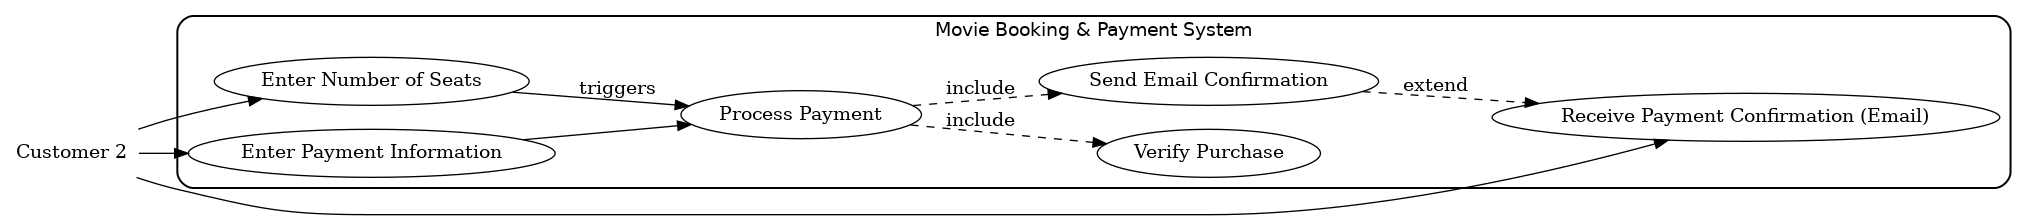 Movie Booking & Payment System
Enter Number of Seats
triggers
Send Email Confirmation
include
extend
Process Payment
Receive Payment Confirmation (Email)
include
Customer 2
Enter Payment Information
Verify Purchase